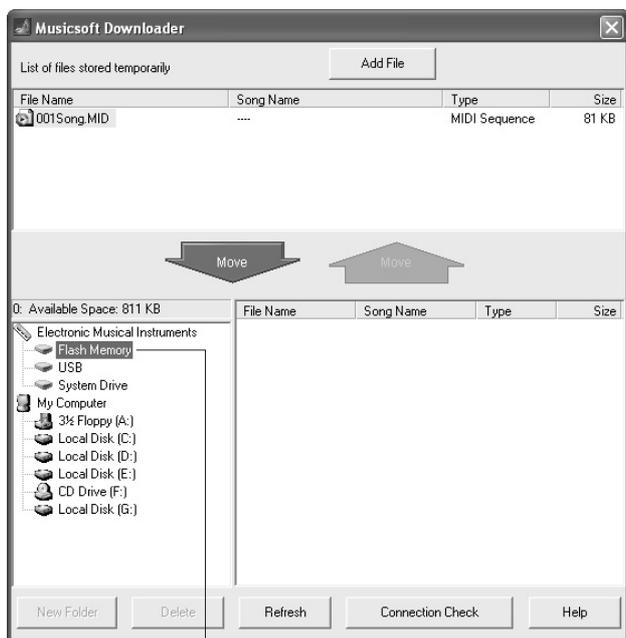 Musicsoft Downloader
List of files stored temporarily
Add File
File Name Song Name Type Size
001Song.MID ---- MIDI Sequence 81 KB
Move Move
0: Available Space: 811 KB
File Name Song Name Type Size
Electronic Musical Instruments
Flash Memory
USB
System Drive
My Computer
3½ Floppy (A:)
Local Disk (C:)
Local Disk (D:)
Local Disk (E:)
CD Drive (F:)
Local Disk (G:)
New Folder Delete Refresh Connection Check Help